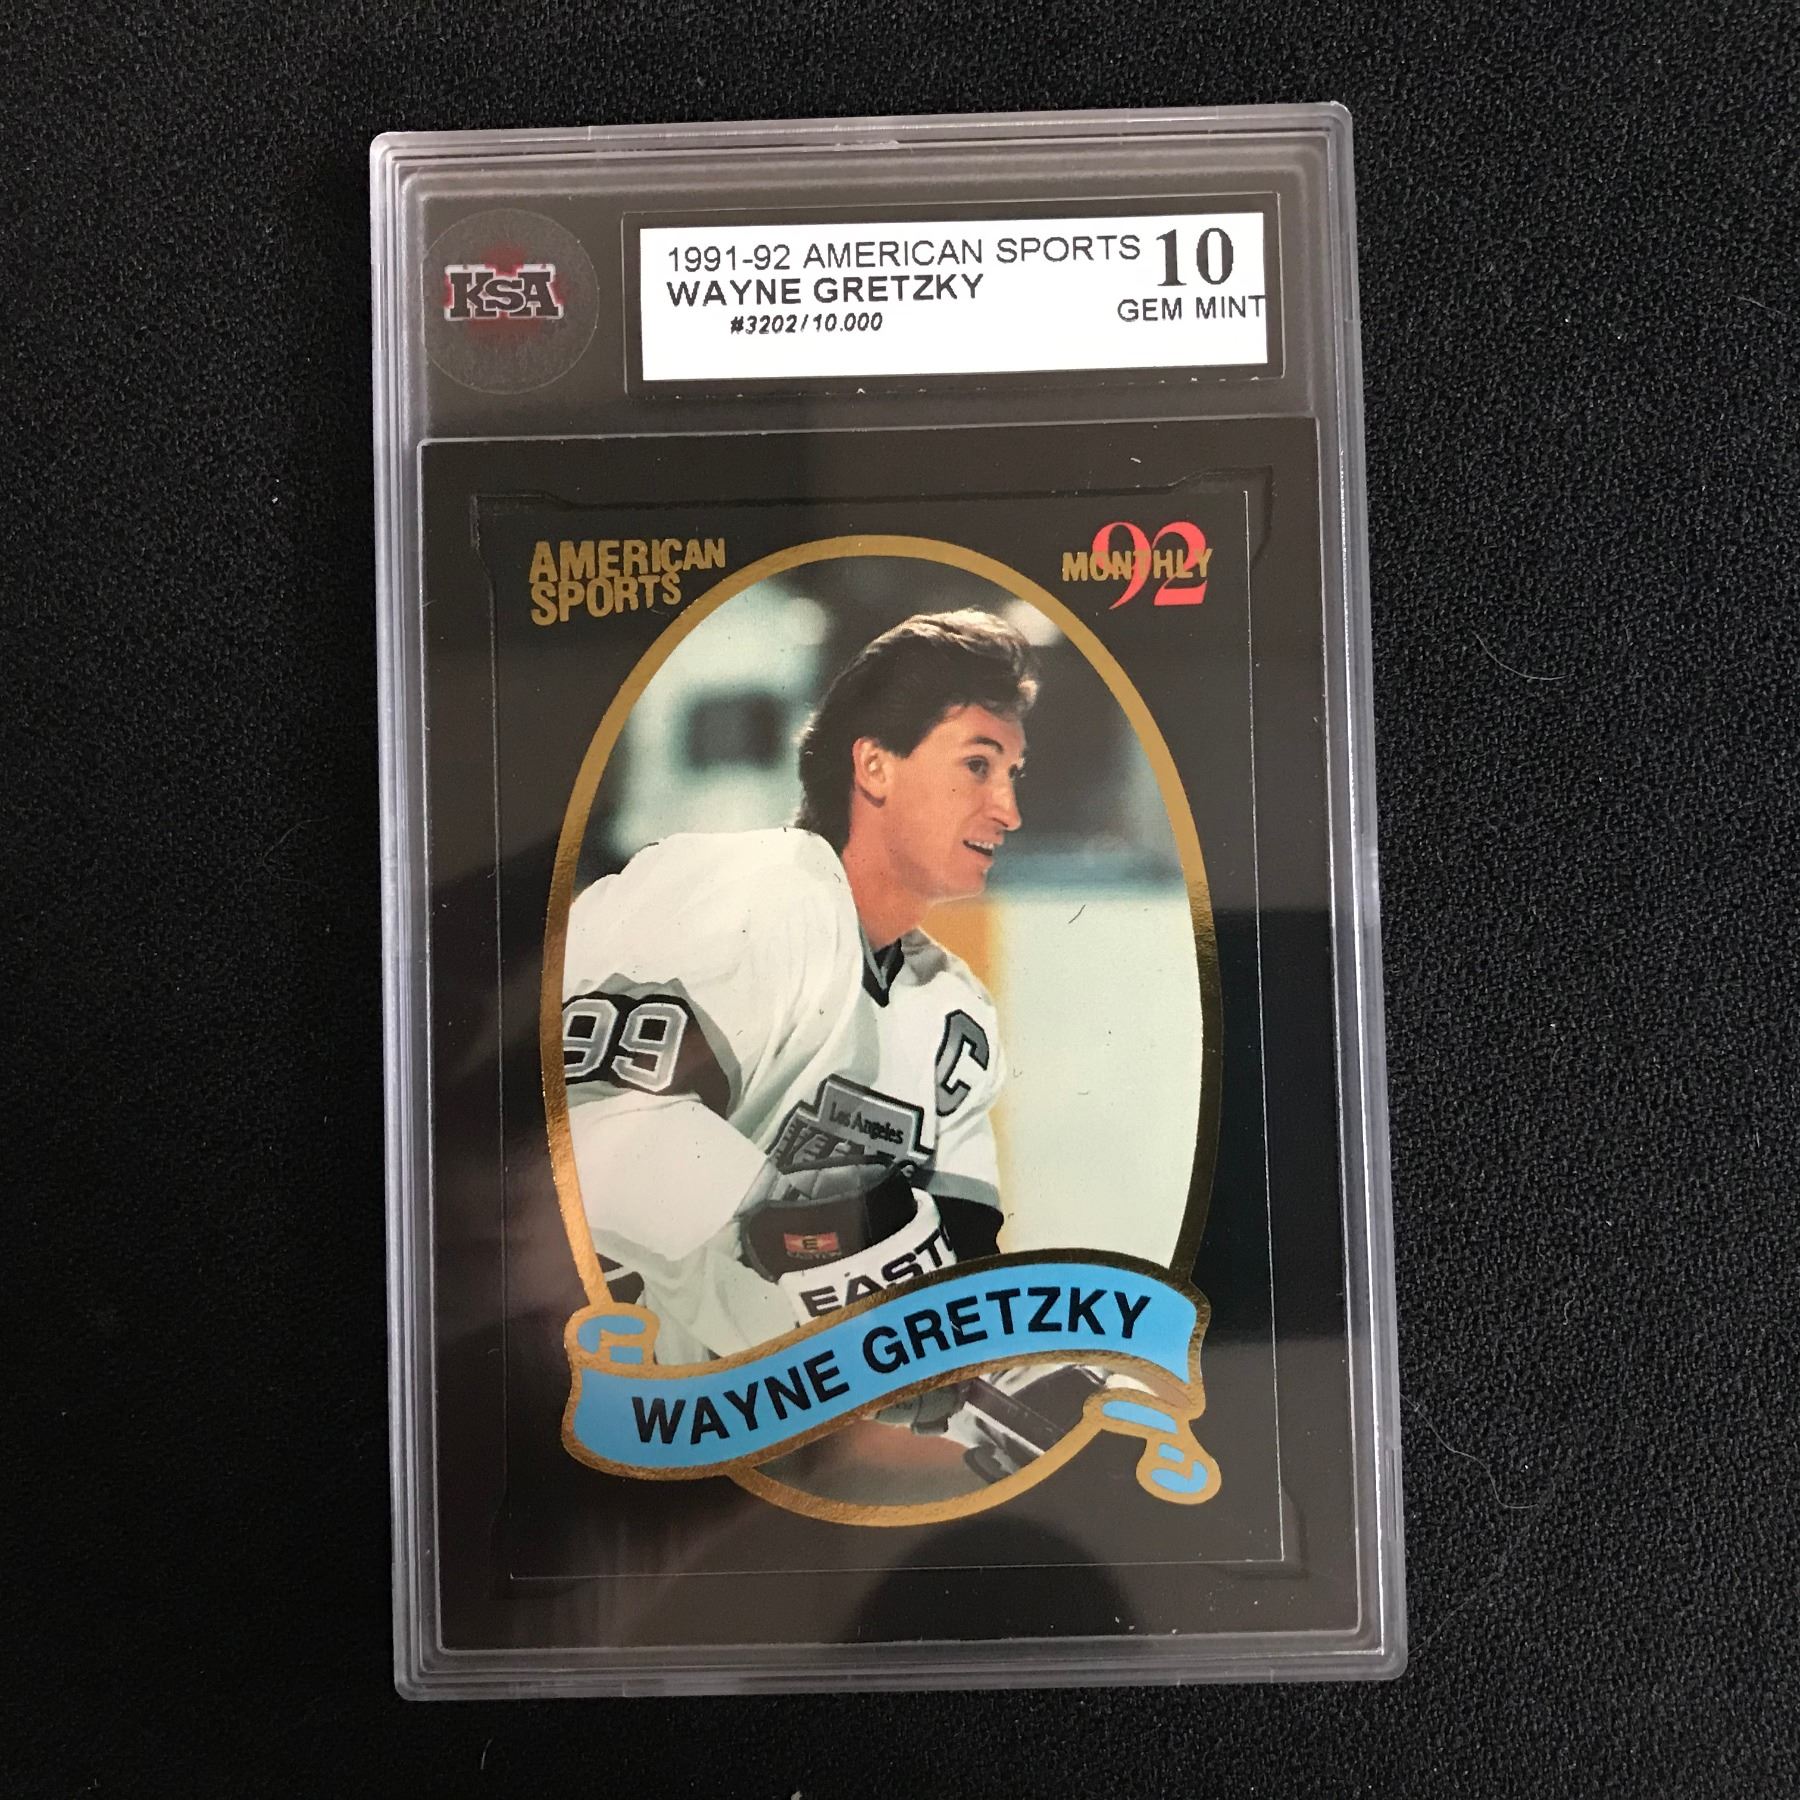 KSA
1991-92 AMERICAN SPORTS
WAYNE GRETZKY
#3202/10.000
10
GEM MINT
AMERICAN
SPORTS
92
MONTHLY
99
C
Los Angeles
E
EAST
WAYNE GRETZKY